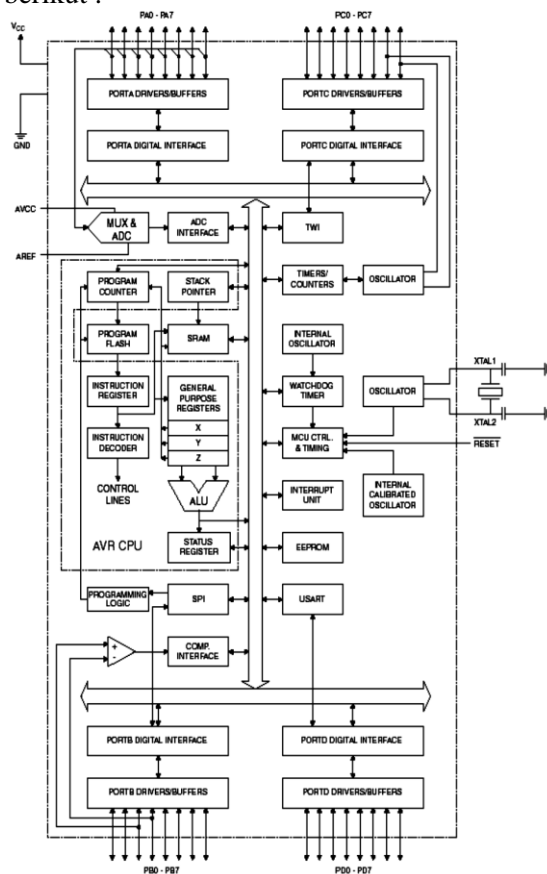 berikut :
PA0 - PA7
PC0 - PC7
VCC
PORTA DRIVERS/BUFFERS
PORTC DRIVERS/BUFFERS
GND
PORTA DIGITAL INTERFACE
PORTC DIGITAL INTERFACE
AVCC
MUX &
ADC
ADC
INTERFACE
TWI
AREF
PROGRAM
COUNTER
STACK
POINTER
TIMERS/
COUNTERS
OSCILLATOR
PROGRAM
FLASH
SRAM
INTERNAL
OSCILLATOR
XTAL1
INSTRUCTION
REGISTER
GENERAL
PURPOSE
REGISTERS
WATCHDOG
TIMER
OSCILLATOR
XTAL2
X
INSTRUCTION
DECODER
Y
MCU CTRL.
& TIMING
RESET
Z
CONTROL
LINES
ALU
INTERRUPT
UNIT
INTERNAL
CALIBRATED
OSCILLATOR
AVR CPU
STATUS
REGISTER
EEPROM
PROGRAMMING
LOGIC
SPI
USART
+
-
COMP.
INTERFACE
PORTB DIGITAL INTERFACE
PORTD DIGITAL INTERFACE
PORTB DRIVERS/BUFFERS
PORTD DRIVERS/BUFFERS
PB0 - PB7
PD0 - PD7